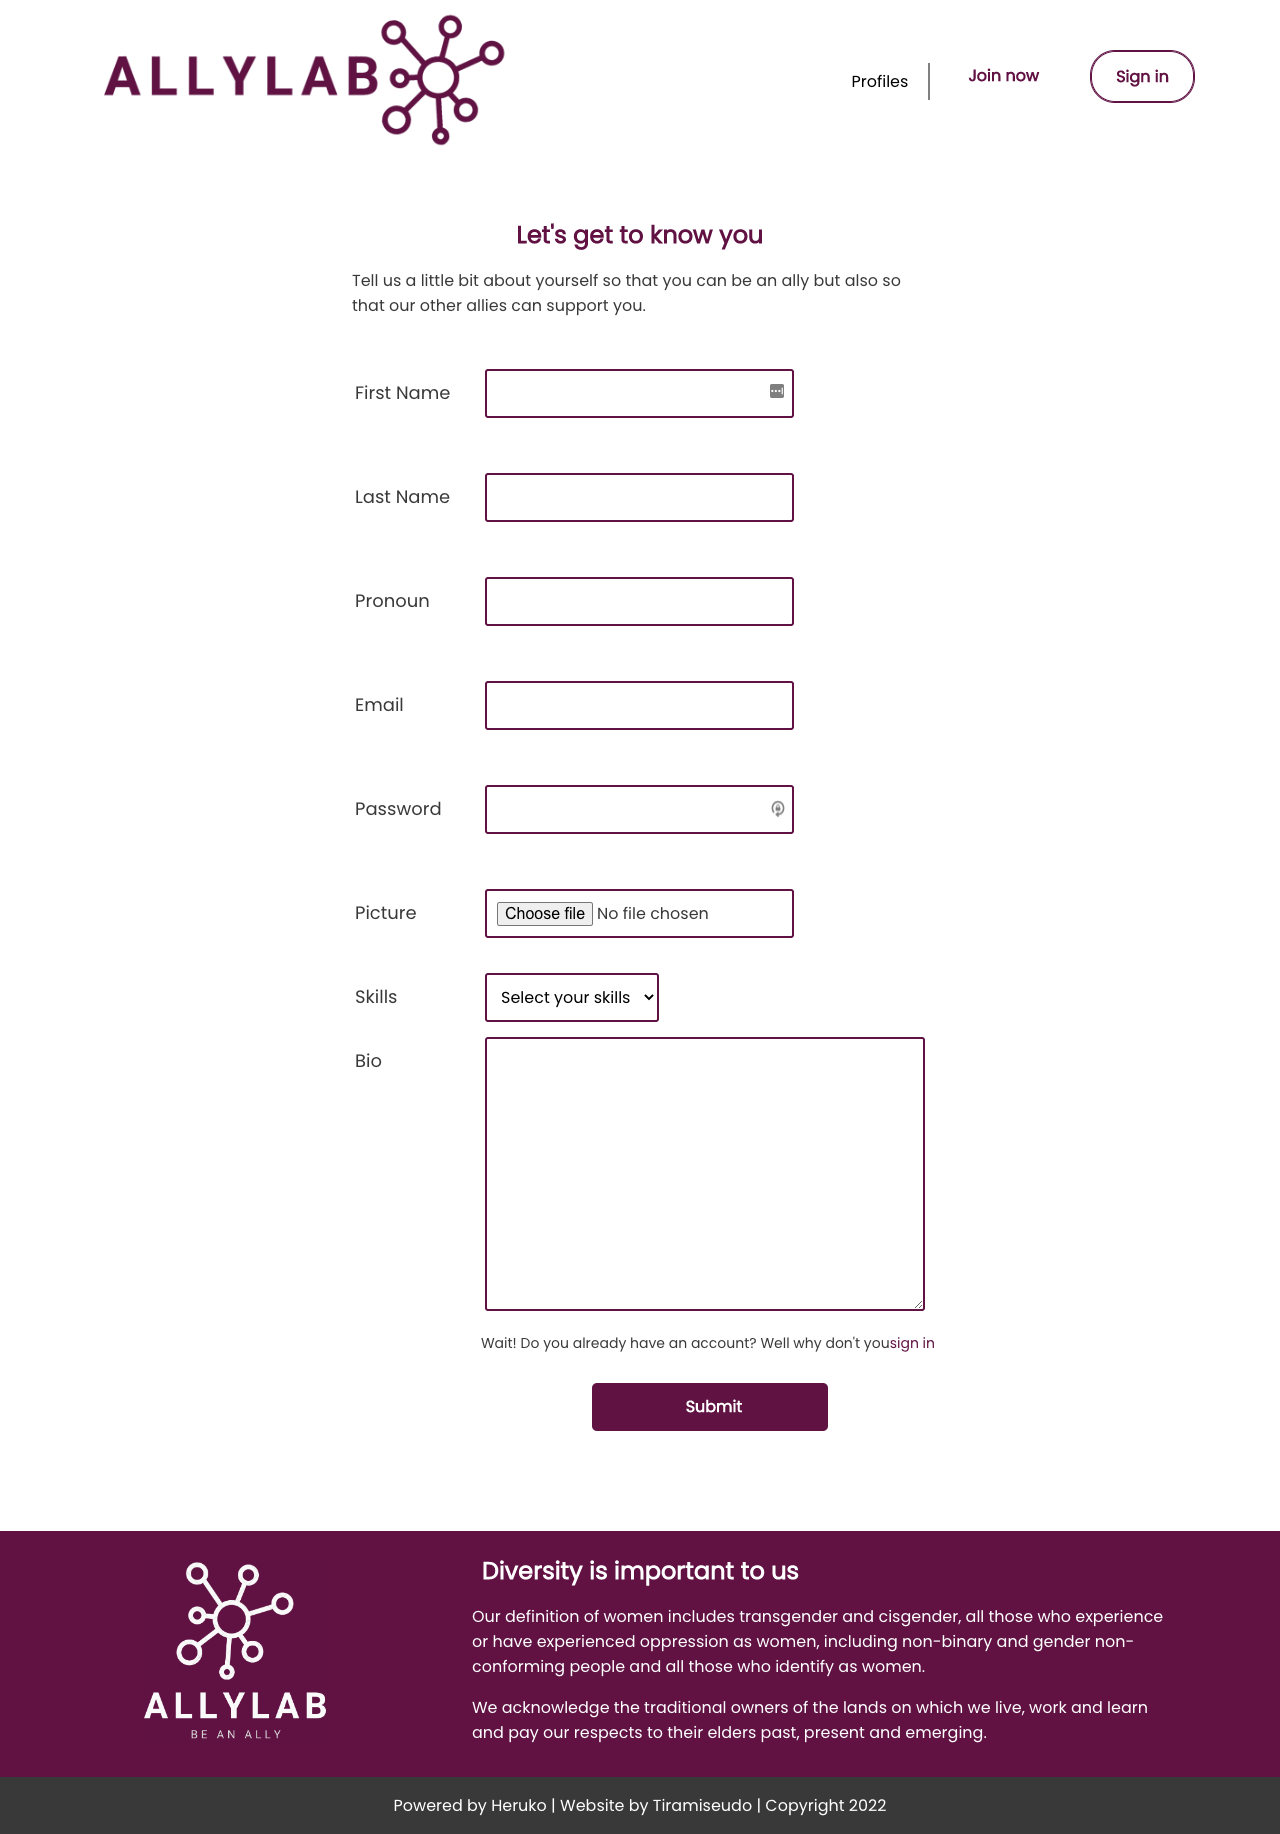 ALLYLAB
Profiles
Join now
Sign in
Let's get to know you
Tell us a little bit about yourself so that you can be an ally but also so
that our other allies can support you.
First Name
Last Name
Pronoun
Email
Password
Picture
Choose file No file chosen
Skills
Select your skills
Bio
Wait! Do you already have an account? Well why don't yousign in
Submit
ALLYLAB
BE AN ALLY
Diversity is important to us
Our definition of women includes transgender and cisgender, all those who experience
or have experienced oppression as women, including non-binary and gender non-
conforming people and all those who identify as women.
We acknowledge the traditional owners of the lands on which we live, work and learn
and pay our respects to their elders past, present and emerging.
Powered by Heruko | Website by Tiramiseudo | Copyright 2022